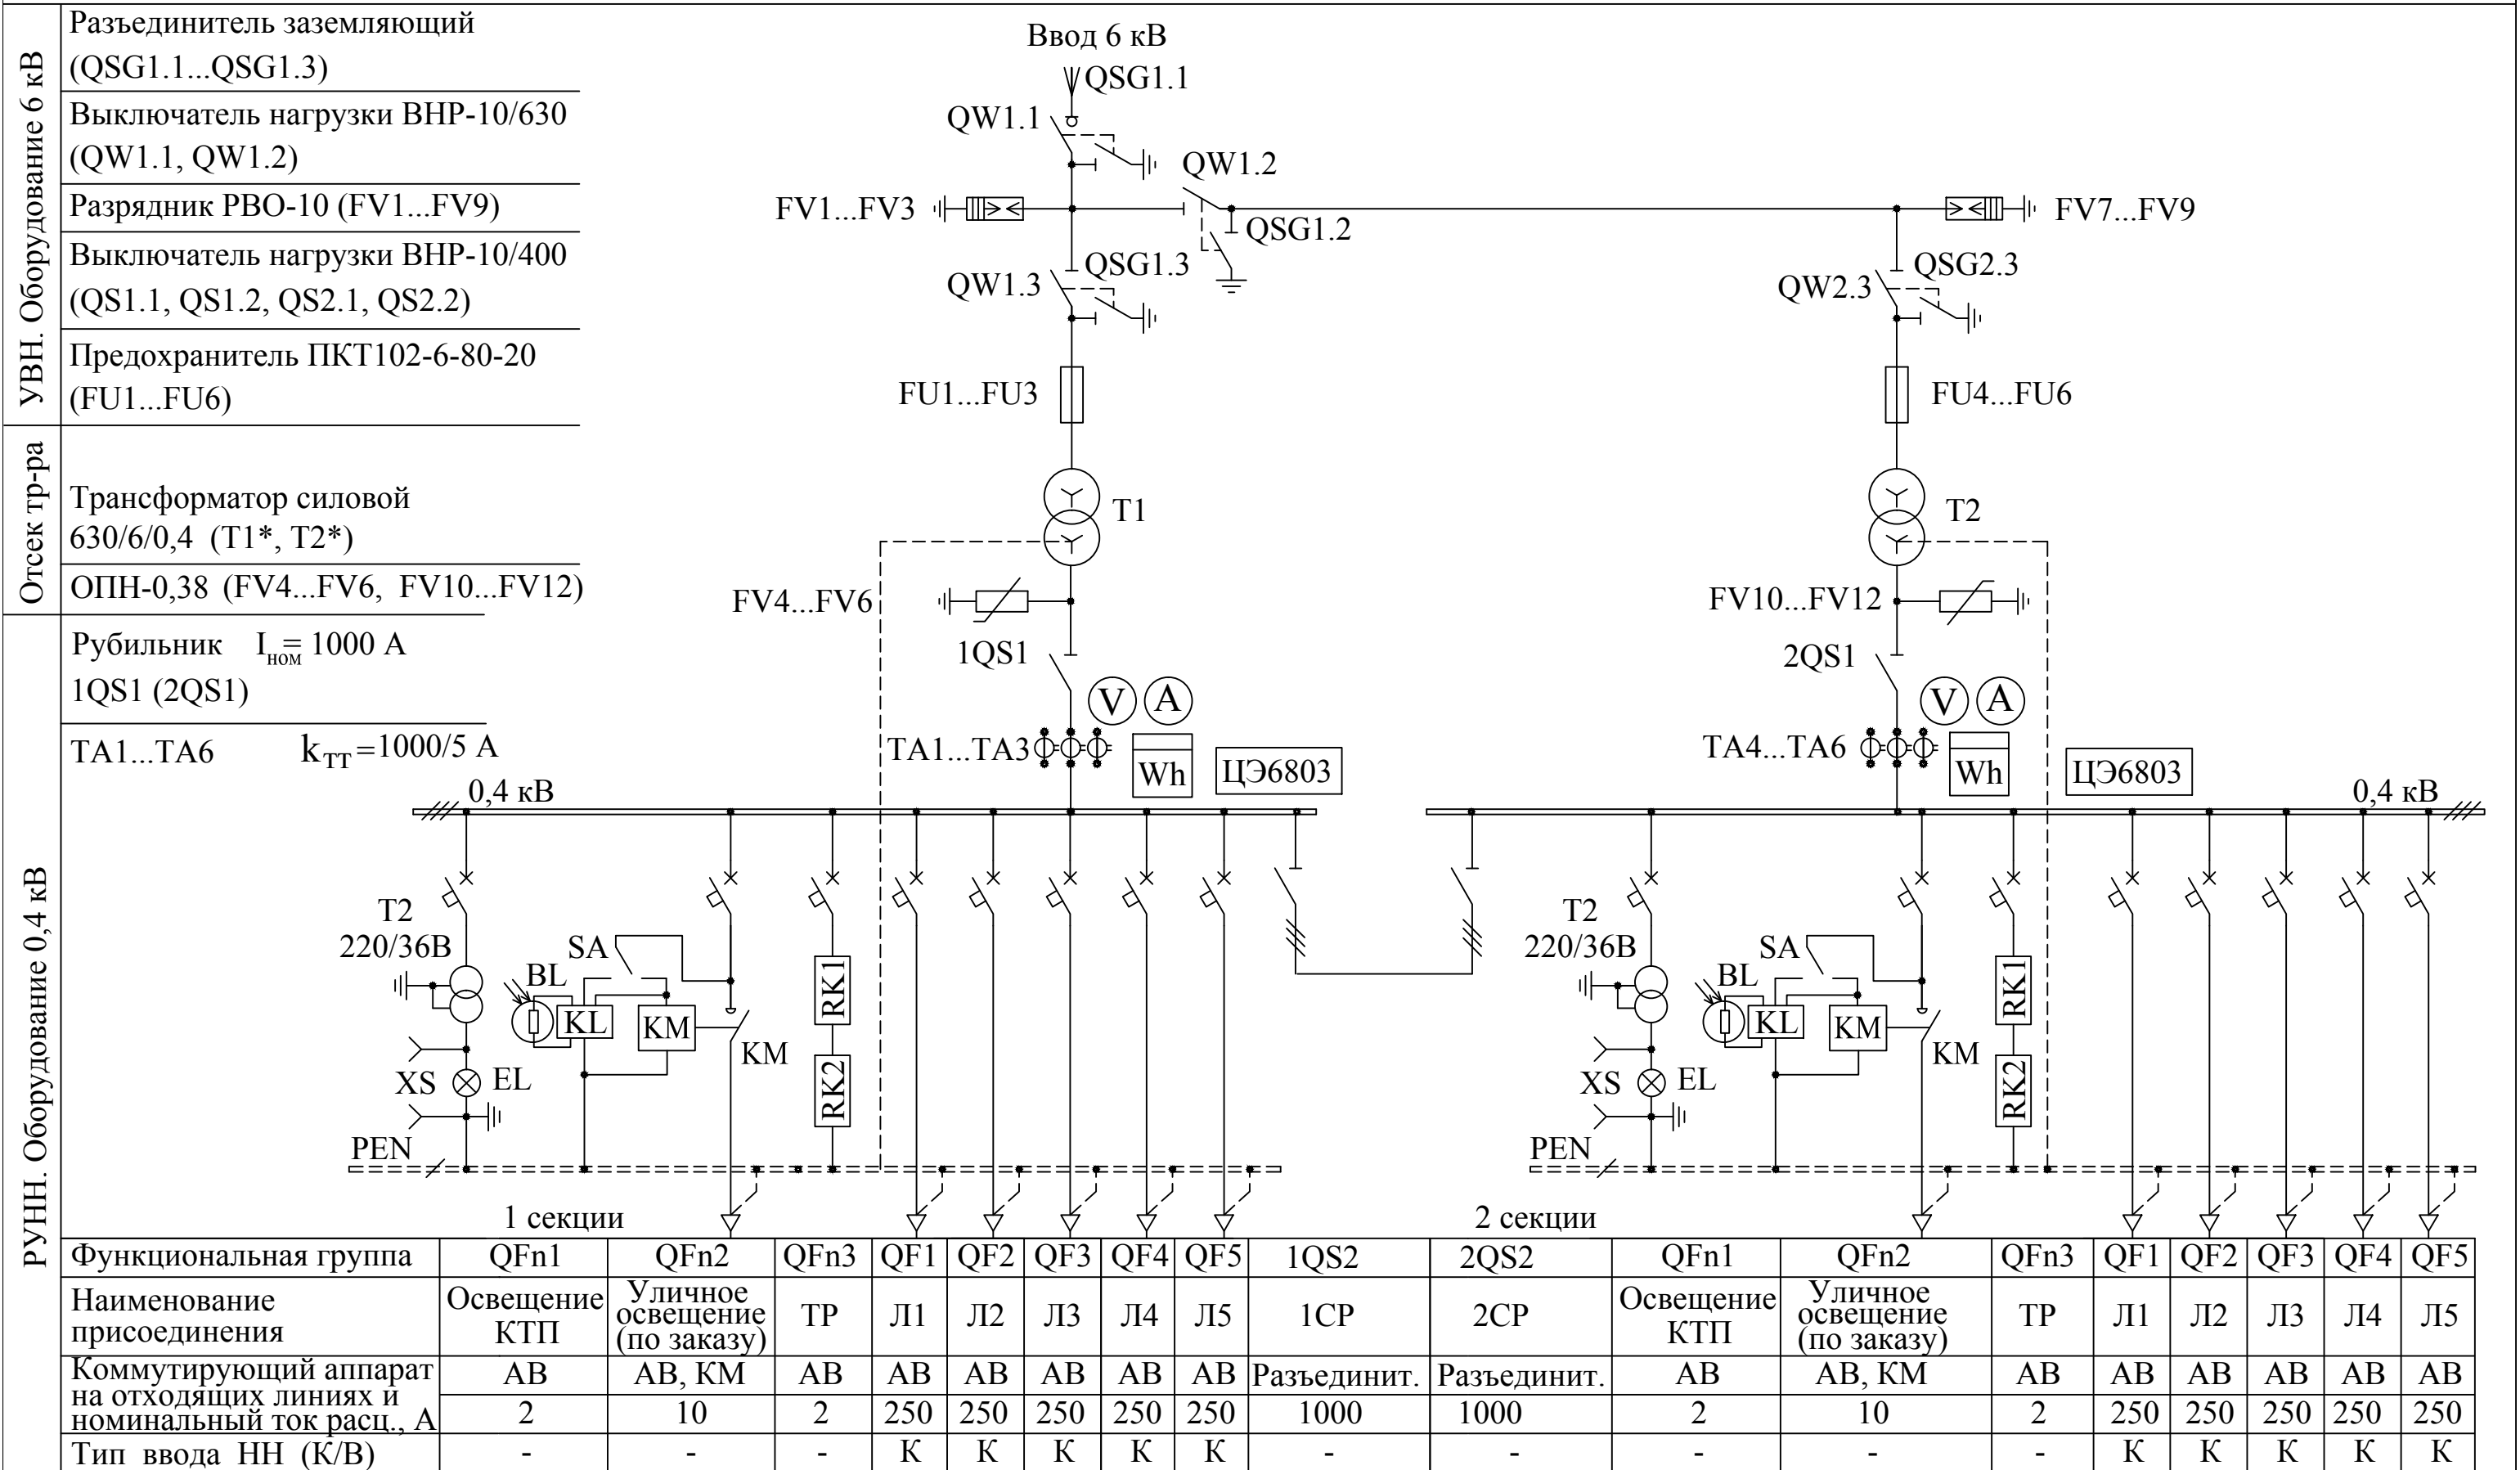 УВН. Оборудование 6 кВ
Разъединитель заземляющий
(QSG1.1...QSG1.3)
Выключатель нагрузки ВНР-10/630
(QW1.1, QW1.2)
Разрядник РВО-10 (FV1...FV9)
Выключатель нагрузки ВНР-10/400
(QS1.1, QS1.2, QS2.1, QS2.2)
Предохранитель ПКТ102-6-80-20
(FU1...FU6)
Отсек тр-ра
Трансформатор силовой
630/6/0,4 (Т1*, Т2*)
ОПН-0,38 (FV4...FV6, FV10...FV12)
РУНН. Оборудование 0,4 кВ
Рубильник Iном= 1000 А
1QS1 (2QS1)
ТА1...ТА6 kТТ=1000/5 А
Ввод 6 кВ
QSG1.1
QW1.1
QW1.2
FV1...FV3
FV7...FV9
QSG1.2
QSG1.3
QSG2.3
QW1.3
QW2.3
FU1...FU3
FU4...FU6
Т1
Т2
FV4...FV6
FV10...FV12
1QS1
2QS1
V A
V A
ТА1...ТА3
Wh
ЦЭ6803
ТА4...ТА6
Wh
ЦЭ6803
0,4 кВ
0,4 кВ
Т2
220/36В
SA
BL
KL
KM
KM
RK1
RK2
XS
EL
PEN
1 секции
Т2
220/36В
SA
BL
KL
KM
KM
RK1
RK2
XS
EL
PEN
2 секции
Функциональная группа QFn1 QFn2 QFn3 QF1 QF2 QF3 QF4 QF5 1QS2 2QS2 QFn1 QFn2 QFn3 QF1 QF2 QF3 QF4 QF5
Наименование
присоединения
Освещение
КТП
Уличное
освещение
(по заказу)
ТР Л1 Л2 Л3 Л4 Л5 1СР 2СР
Освещение
КТП
Уличное
освещение
(по заказу)
ТР Л1 Л2 Л3 Л4 Л5
Коммутирующий аппарат
на отходящих линиях и
номинальный ток расц., А
АВ АВ, КМ АВ АВ АВ АВ АВ АВ Разъединит. Разъединит. АВ АВ, КМ АВ АВ АВ АВ АВ АВ
2 10 2 250 250 250 250 250 1000 1000 2 10 2 250 250 250 250 250
Тип ввода НН (К/В) - - - К К К К К - - - - - К К К К К